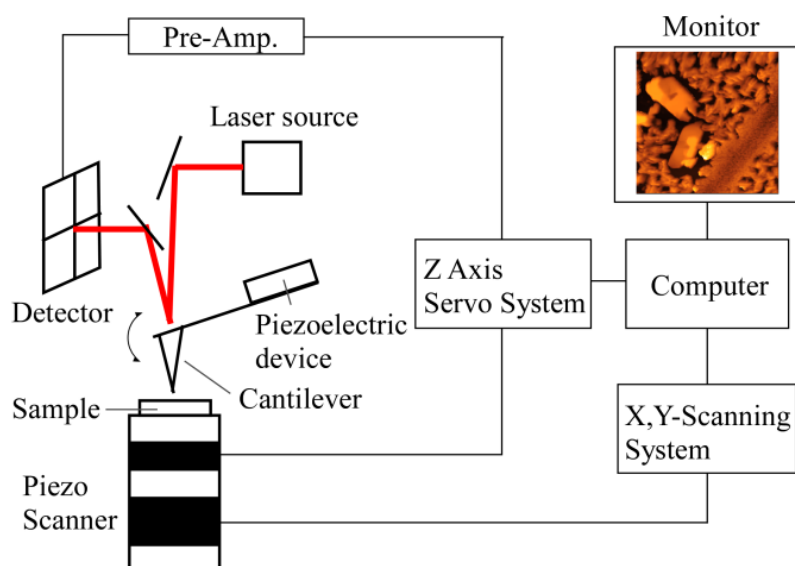 Pre-Amp.
Monitor
Laser source
Detector
Z Axis
Servo System
Computer
Piezoelectric
device
Cantilever
Sample
X,Y-Scanning
System
Piezo
Scanner